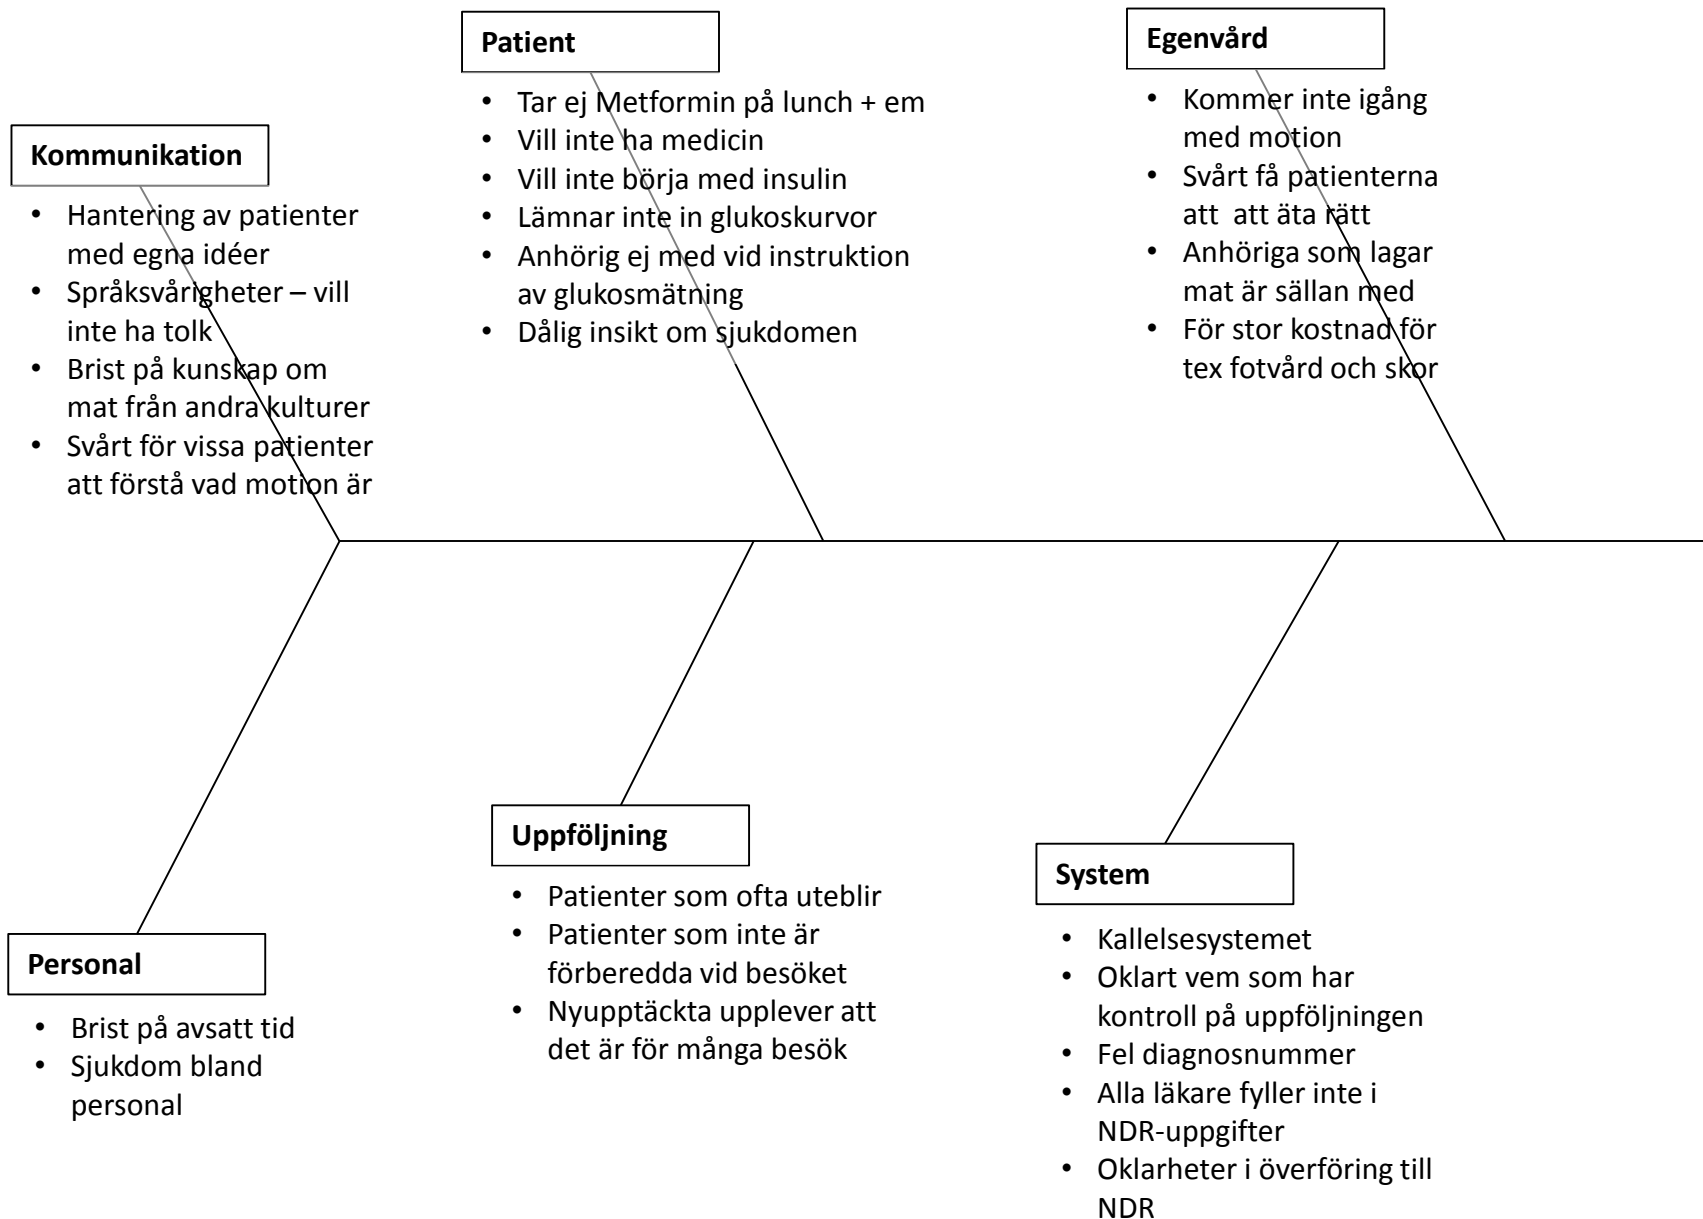 Kommunikation
• Hantering av patienter
med egna idéer
• Språksvårigheter – vill
inte ha tolk
• Brist på kunskap om
mat från andra kulturer
• Svårt för vissa patienter
att förstå vad motion är
Patient
• Tar ej Metformin på lunch + em
• Vill inte ha medicin
• Vill inte börja med insulin
• Lämnar inte in glukoskurvor
• Anhörig ej med vid instruktion
av glukosmätning
• Dålig insikt om sjukdomen
Egenvård
• Kommer inte igång
med motion
• Svårt få patienterna
att  att äta rätt
• Anhöriga som lagar
mat är sällan med
• För stor kostnad för
tex fotvård och skor
Personal
• Brist på avsatt tid
• Sjukdom bland
personal
Uppföljning
• Patienter som ofta uteblir
• Patienter som inte är
förberedda vid besöket
• Nyupptäckta upplever att
det är för många besök
System
• Kallelsesystemet
• Oklart vem som har
kontroll på uppföljningen
• Fel diagnosnummer
• Alla läkare fyller inte i
NDR-uppgifter
• Oklarheter i överföring till
NDR